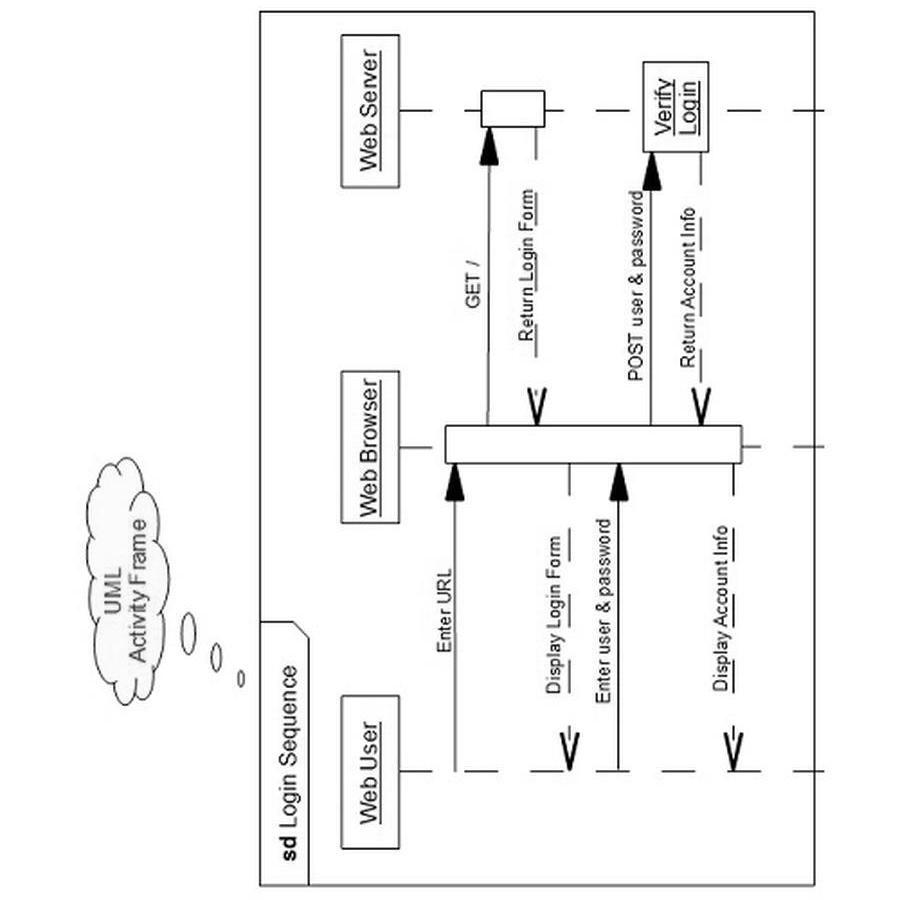 UML
Activity Frame
sd Login Sequence
Web User
Web Browser
Web Server
Enter URL
GET /
Return Login Form
Display Login Form
Enter user & password
POST user & password
Verify
Login
Return Account Info
Display Account Info